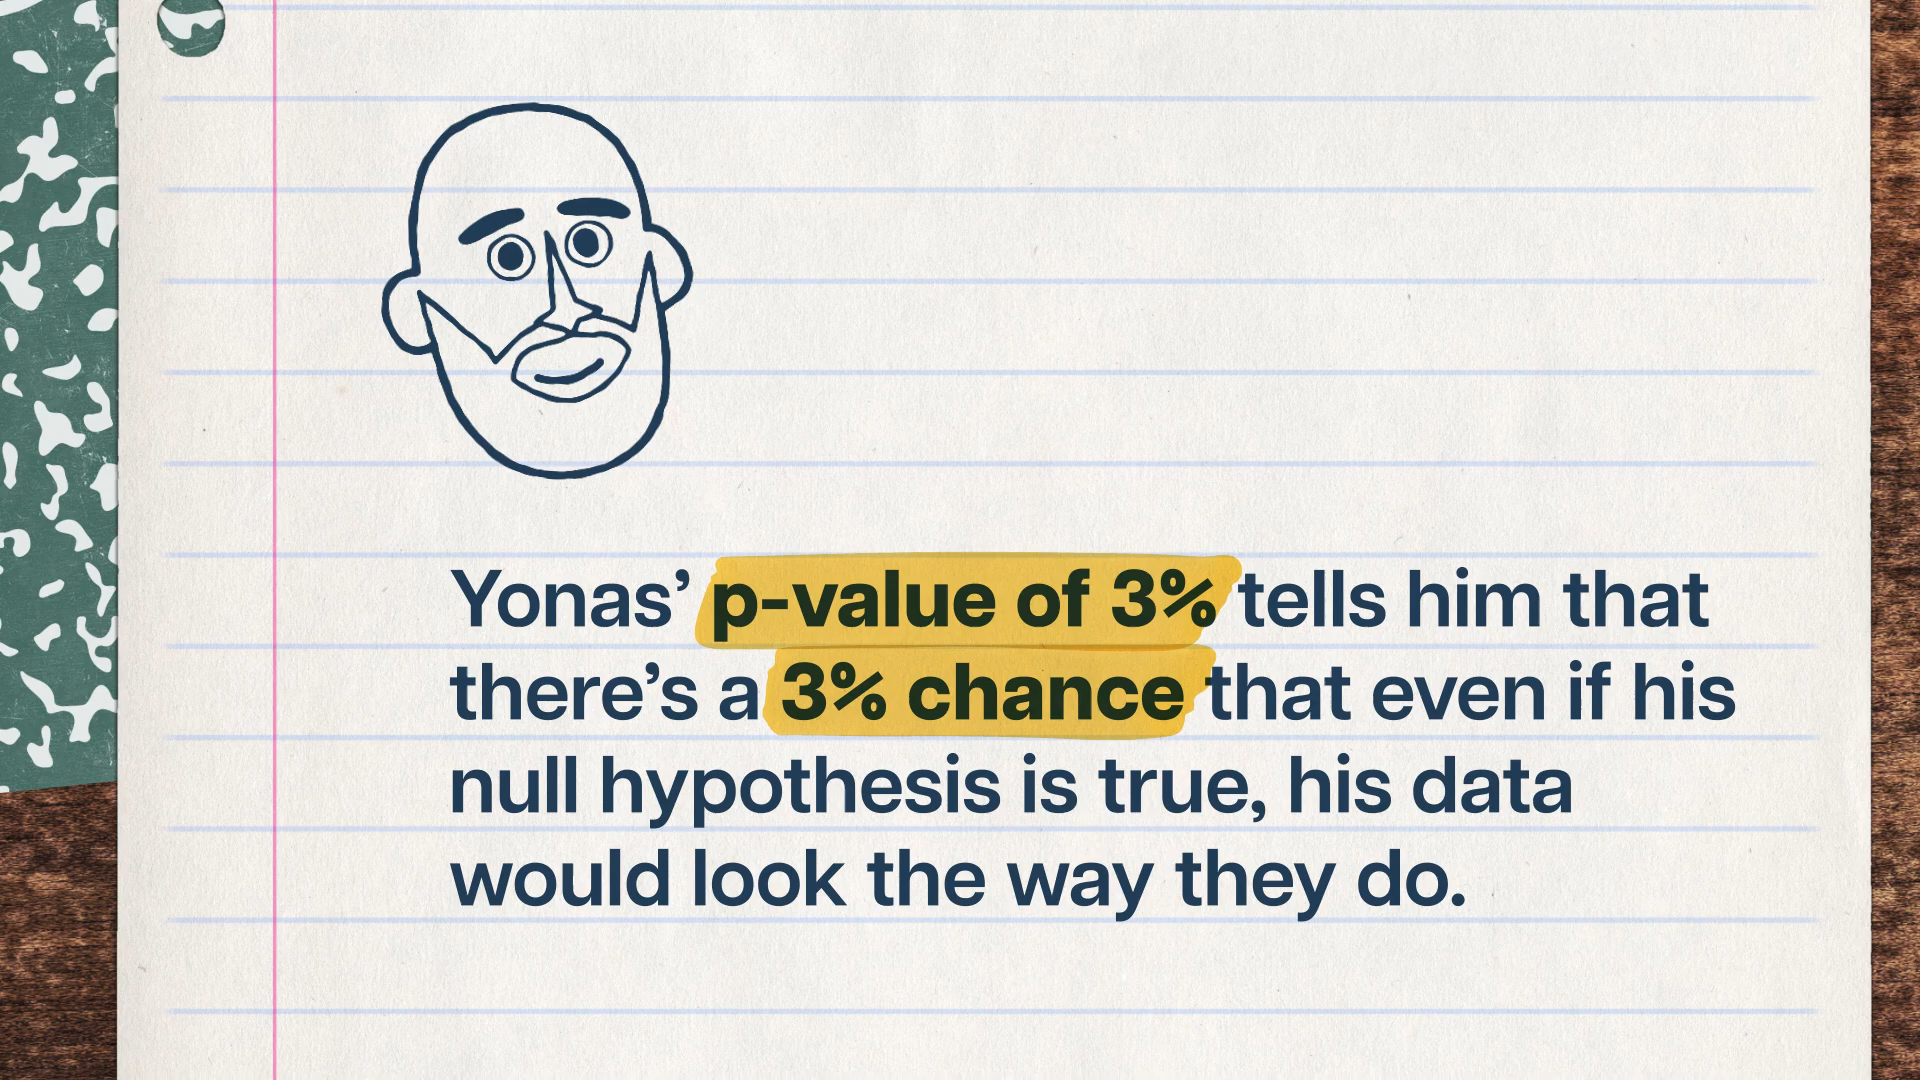 Yonas’ p-value of 3% tells him that
there’s a 3% chance that even if his
null hypothesis is true, his data
would look the way they do.